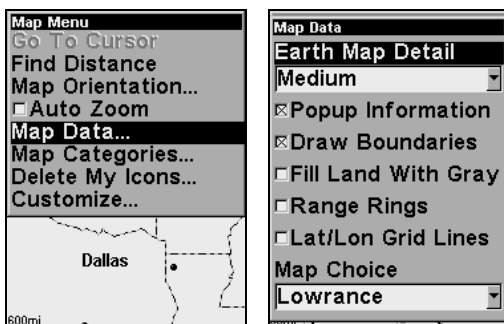 Map Menu
Go To Cursor
Find Distance
Map Orientation...
Auto Zoom
Map Data...
Map Categories...
Delete My Icons...
Customize...
Dallas
600mi
Map Data
Earth Map Detail
Medium
Popup Information
Draw Boundaries
Fill Land With Gray
Range Rings
Lat/Lon Grid Lines
Map Choice
Lowrance